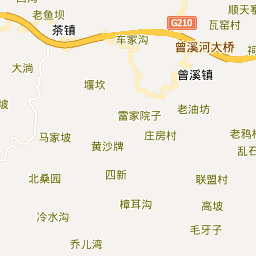 顺天寨
老鱼坝
G210
瓦窑村
茶镇
车家沟
曾溪河大桥
大淌
堰坎
曾溪镇
坡
雷家院子
老油坊
马家坡
庄房村
老鸦
黄沙牌
乱石
北桑园
四新
联盟村
冷水沟
樟耳沟
高坡
毛牙子
乔儿湾